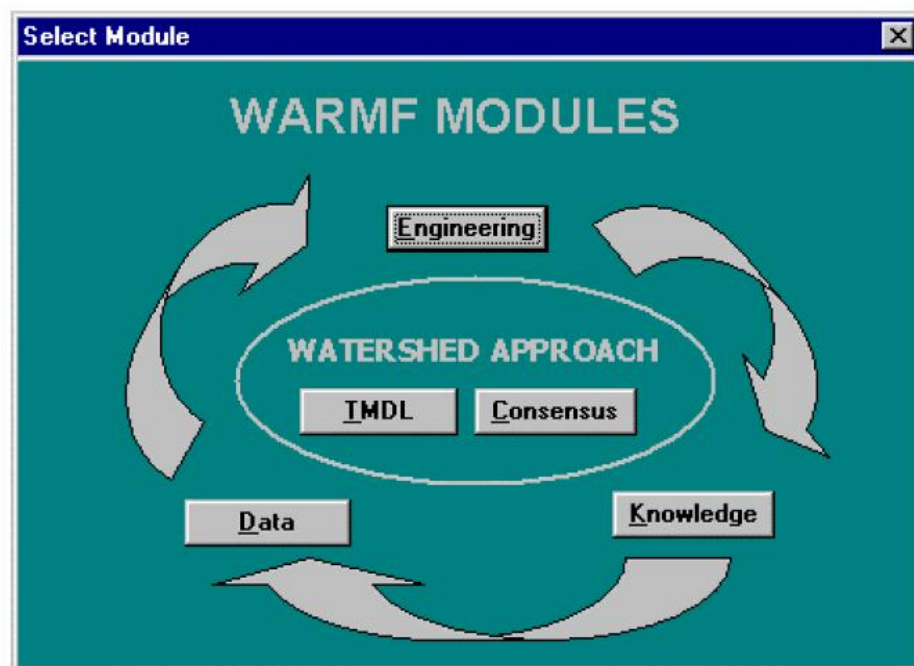 Select Module
WARMF MODULES
Engineering
WATERSHED APPROACH
TMDL Consensus
Data Knowledge